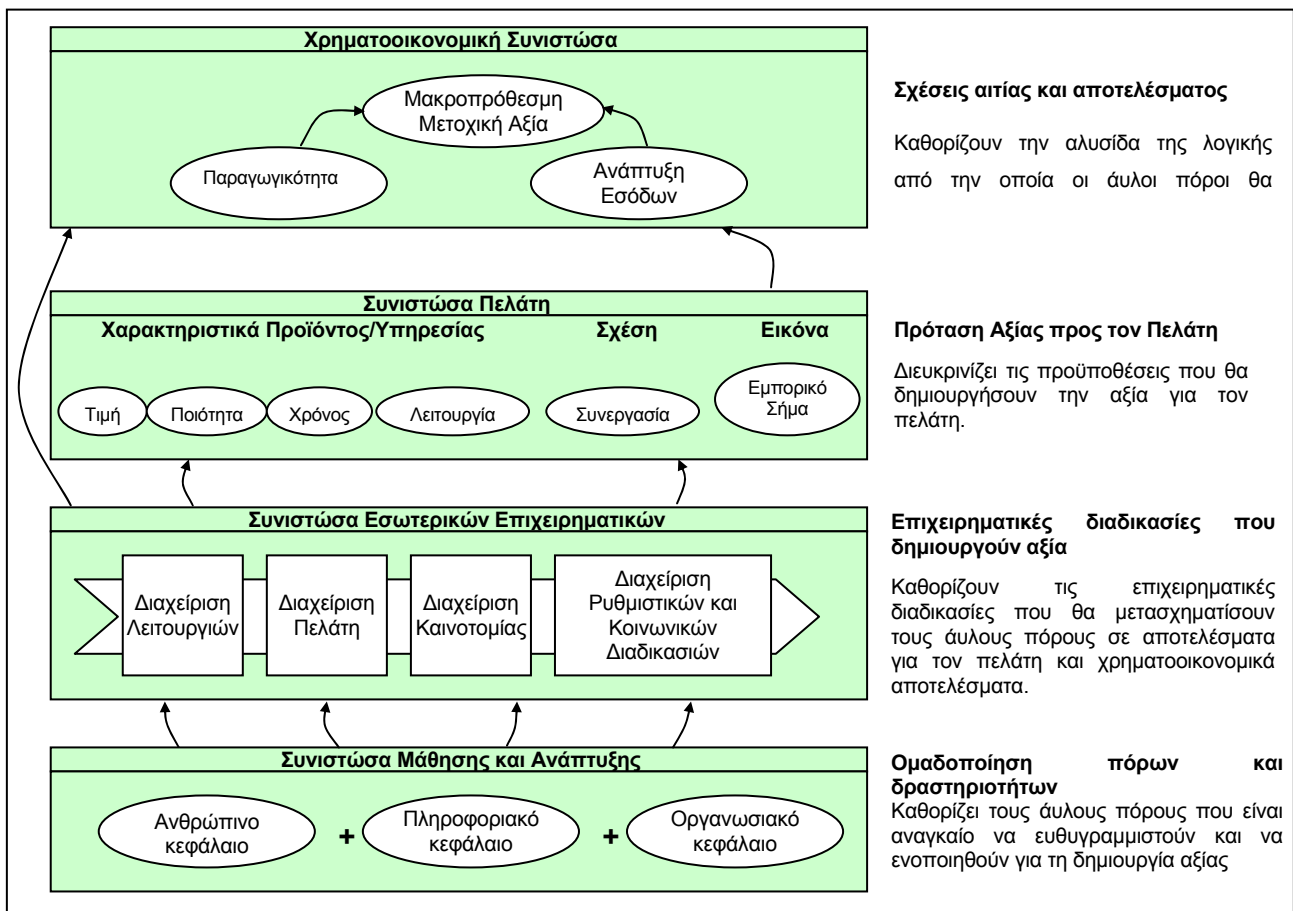 Χρηματοοικονομική Συνιστώσα
Μακροπρόθεσμη
Μετοχική Αξία
Παραγωγικότητα
Ανάπτυξη
Εσόδων
Σχέσεις αιτίας και αποτελέσματος
Καθορίζουν την αλυσίδα της λογικής
από την οποία οι άυλοι πόροι θα
Συνιστώσα Πελάτη
Χαρακτηριστικά Προϊόντος/Υπηρεσίας
Σχέση
Εικόνα
Τιμή
Ποιότητα
Χρόνος
Λειτουργία
Συνεργασία
Εμπορικό
Σήμα
Πρόταση Αξίας προς τον Πελάτη
Διευκρινίζει τις προϋποθέσεις που θα
δημιουργήσουν την αξία για τον
πελάτη.
Συνιστώσα Εσωτερικών Επιχειρηματικών
Διαχείριση
Λειτουργιών
Διαχείριση
Πελάτη
Διαχείριση
Καινοτομίας
Διαχείριση
Ρυθμιστικών και
Κοινωνικών
Διαδικασιών
Επιχειρηματικές διαδικασίες που
δημιουργούν αξία
Καθορίζουν τις επιχειρηματικές
διαδικασίες που θα μετασχηματίσουν
τους άυλους πόρους σε αποτελέσματα
για τον πελάτη και χρηματοοικονομικά
αποτελέσματα.
Συνιστώσα Μάθησης και Ανάπτυξης
Ανθρώπινο
κεφάλαιο
+
Πληροφοριακό
κεφάλαιο
+
Οργανωσιακό
κεφάλαιο
Ομαδοποίηση πόρων και
δραστηριοτήτων
Καθορίζει τους άυλους πόρους που είναι
αναγκαίο να ευθυγραμμιστούν και να
ενοποιηθούν για τη δημιουργία αξίας